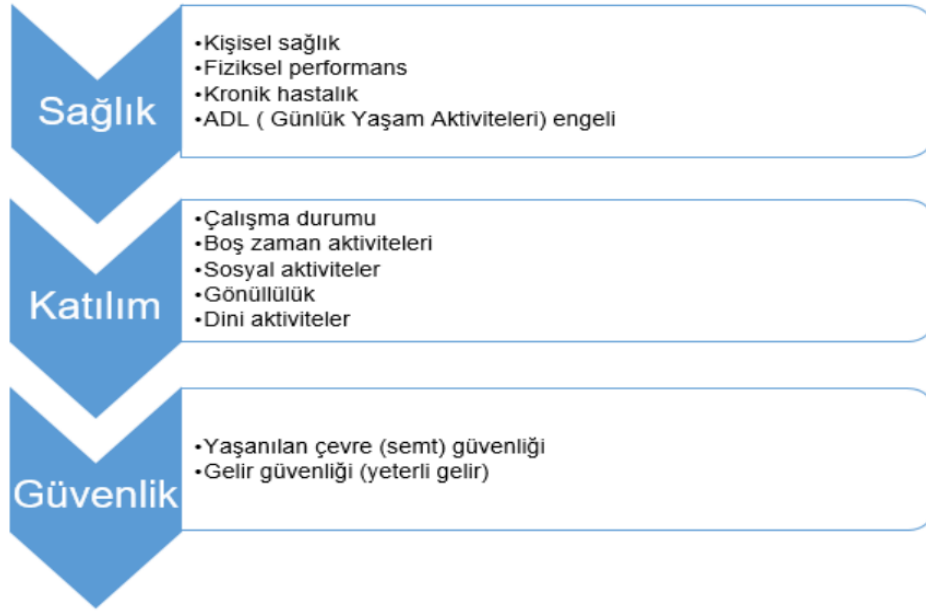 Sağlık
•Kişisel sağlık
•Fiziksel performans
•Kronik hastalık
•ADL ( Günlük Yaşam Aktiviteleri) engeli
Katılım
•Çalışma durumu
•Boş zaman aktiviteleri
•Sosyal aktiviteler
•Gönüllülük
•Dini aktiviteler
Güvenlik
•Yaşanılan çevre (semt) güvenliği
•Gelir güvenliği (yeterli gelir)